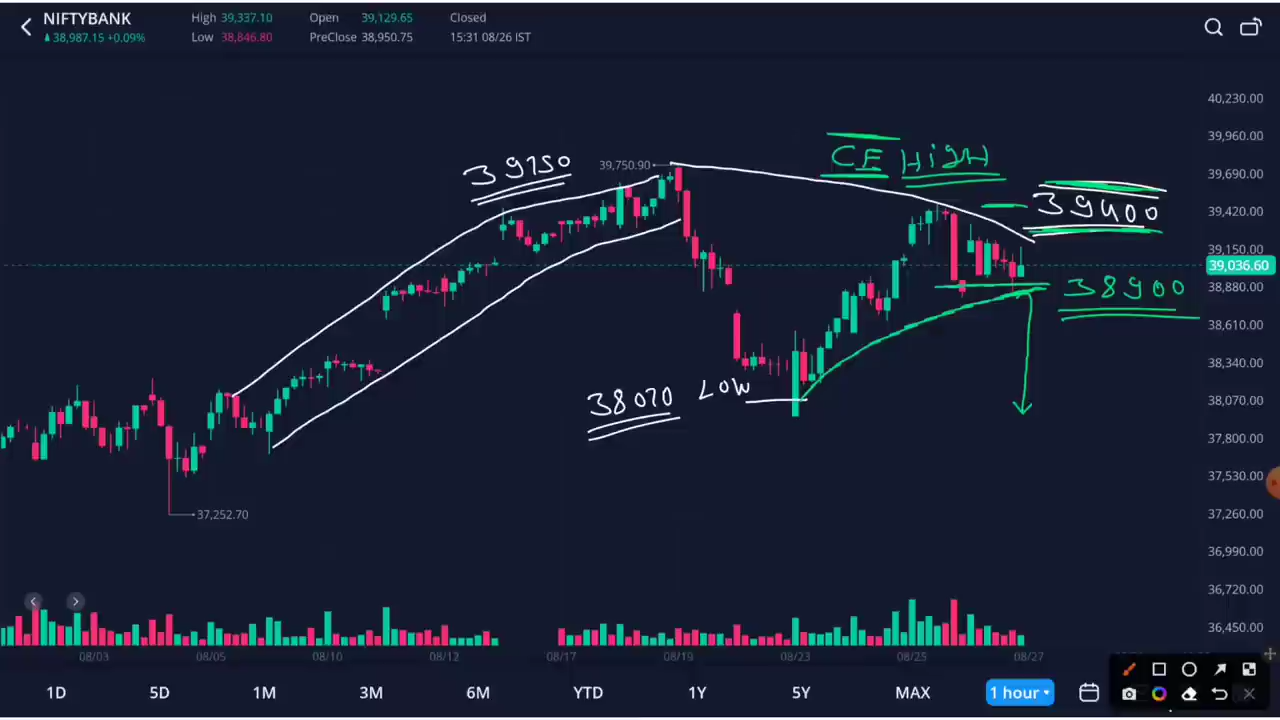 NIFTYBANK
38,987.15 +0.09%
High 39,337.10
Low 38,846.80
Open 39,129.65
PreClose 38,950.75
Closed
15:31 08/26 IST
CE HIGH
39750
39,750.90
39400
38900
38070 LOW
37,252.70
40,230.00
39,960.00
39,690.00
39,420.00
39,150.00
39,036.60
38,880.00
38,610.00
38,340.00
38,070.00
37,800.00
37,530.00
37,260.00
36,990.00
36,720.00
36,450.00
08/03 08/05 08/10 08/12 08/17 08/19 08/23 08/25 08/27
1D 5D 1M 3M 6M YTD 1Y 5Y MAX 1 hour